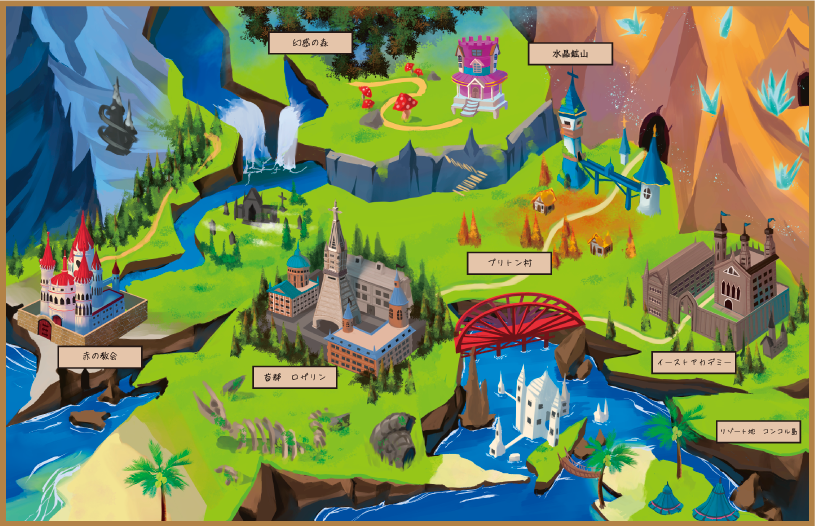 幻惑の森
水晶鉱山
プリトン村
赤の教会
首都 ロザリン
イーストアカデミー
リゾート地 コンコル島